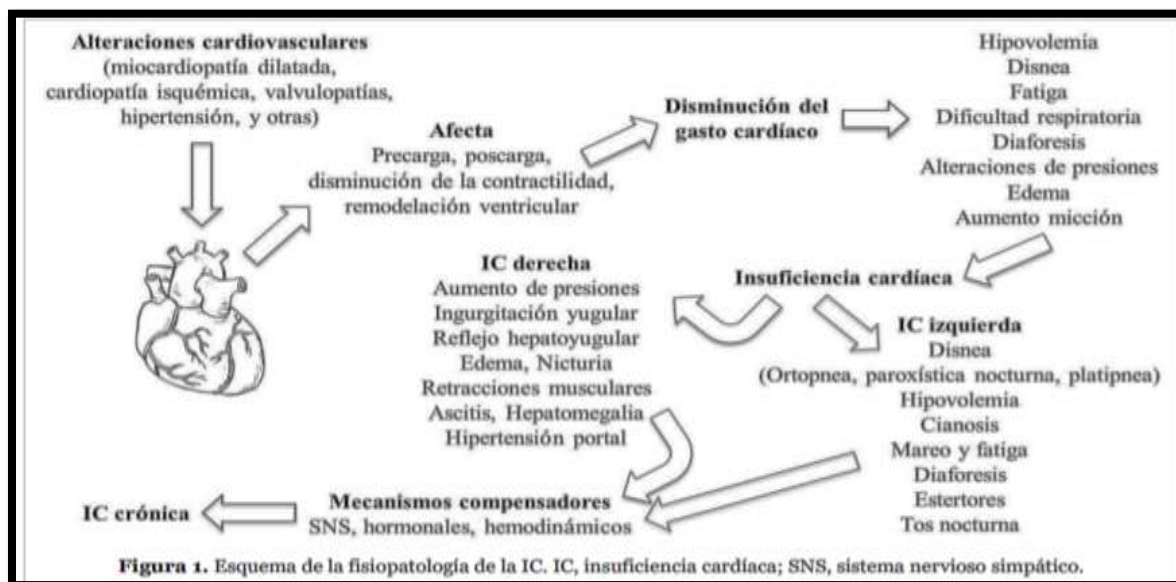 Alteraciones cardiovasculares
(miocardiopatía dilatada,
cardiopatía isquémica, valvulopatías,
hipertensión, y otras)
Afecta
Precarga, poscarga,
disminución de la contractilidad,
remodelación ventricular
Disminución del
gasto cardíaco
Hipovolemia
Disnea
Fatiga
Dificultad respiratoria
Diaforesis
Alteraciones de presiones
Edema
Aumento micción
Insuficiencia cardíaca
IC derecha
Aumento de presiones
Ingurgitación yugular
Reflejo hepatoyugular
Edema, Nicturia
Retracciones musculares
Ascitis, Hepatomegalia
Hipertensión portal
IC izquierda
Disnea
(Ortopnea, paroxística nocturna, platipnea)
Hipovolemia
Cianosis
Mareo y fatiga
Diaforesis
Estertores
Tos nocturna
Mecanismos compensadores
SNS, hormonales, hemodinámicos
IC crónica
Figura 1. Esquema de la fisiopatología de la IC. IC, insuficiencia cardíaca; SNS, sistema nervioso simpático.